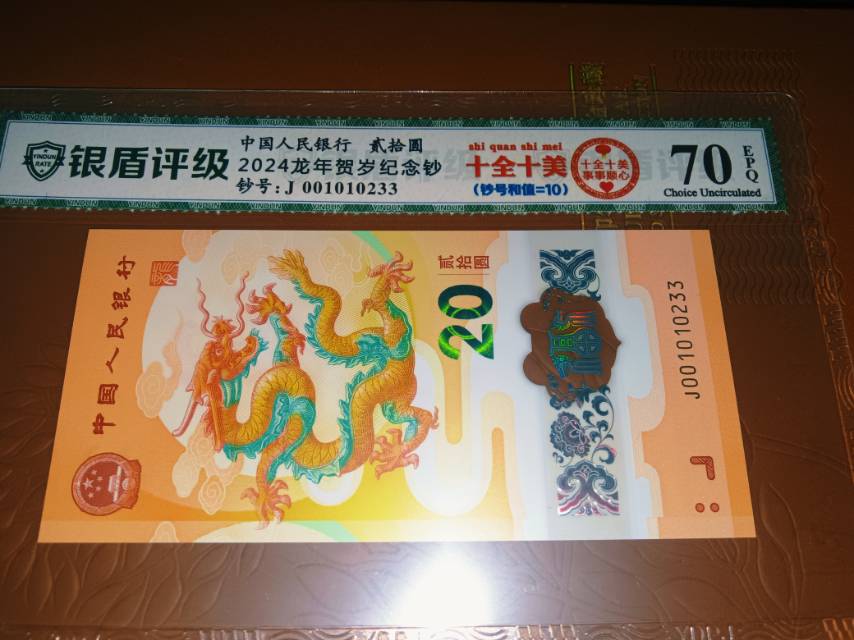 YINDUN
RATE
银盾评级
中国人民银行 贰拾圆
2024龙年贺岁纪念钞
钞号：J 001010233
shi quan shi mei
十全十美
（钞号和值=10）
十全十美
事事顺心
70
EPQ
Choice Uncirculated
中国人民银行
贰拾圆
20
J001010233